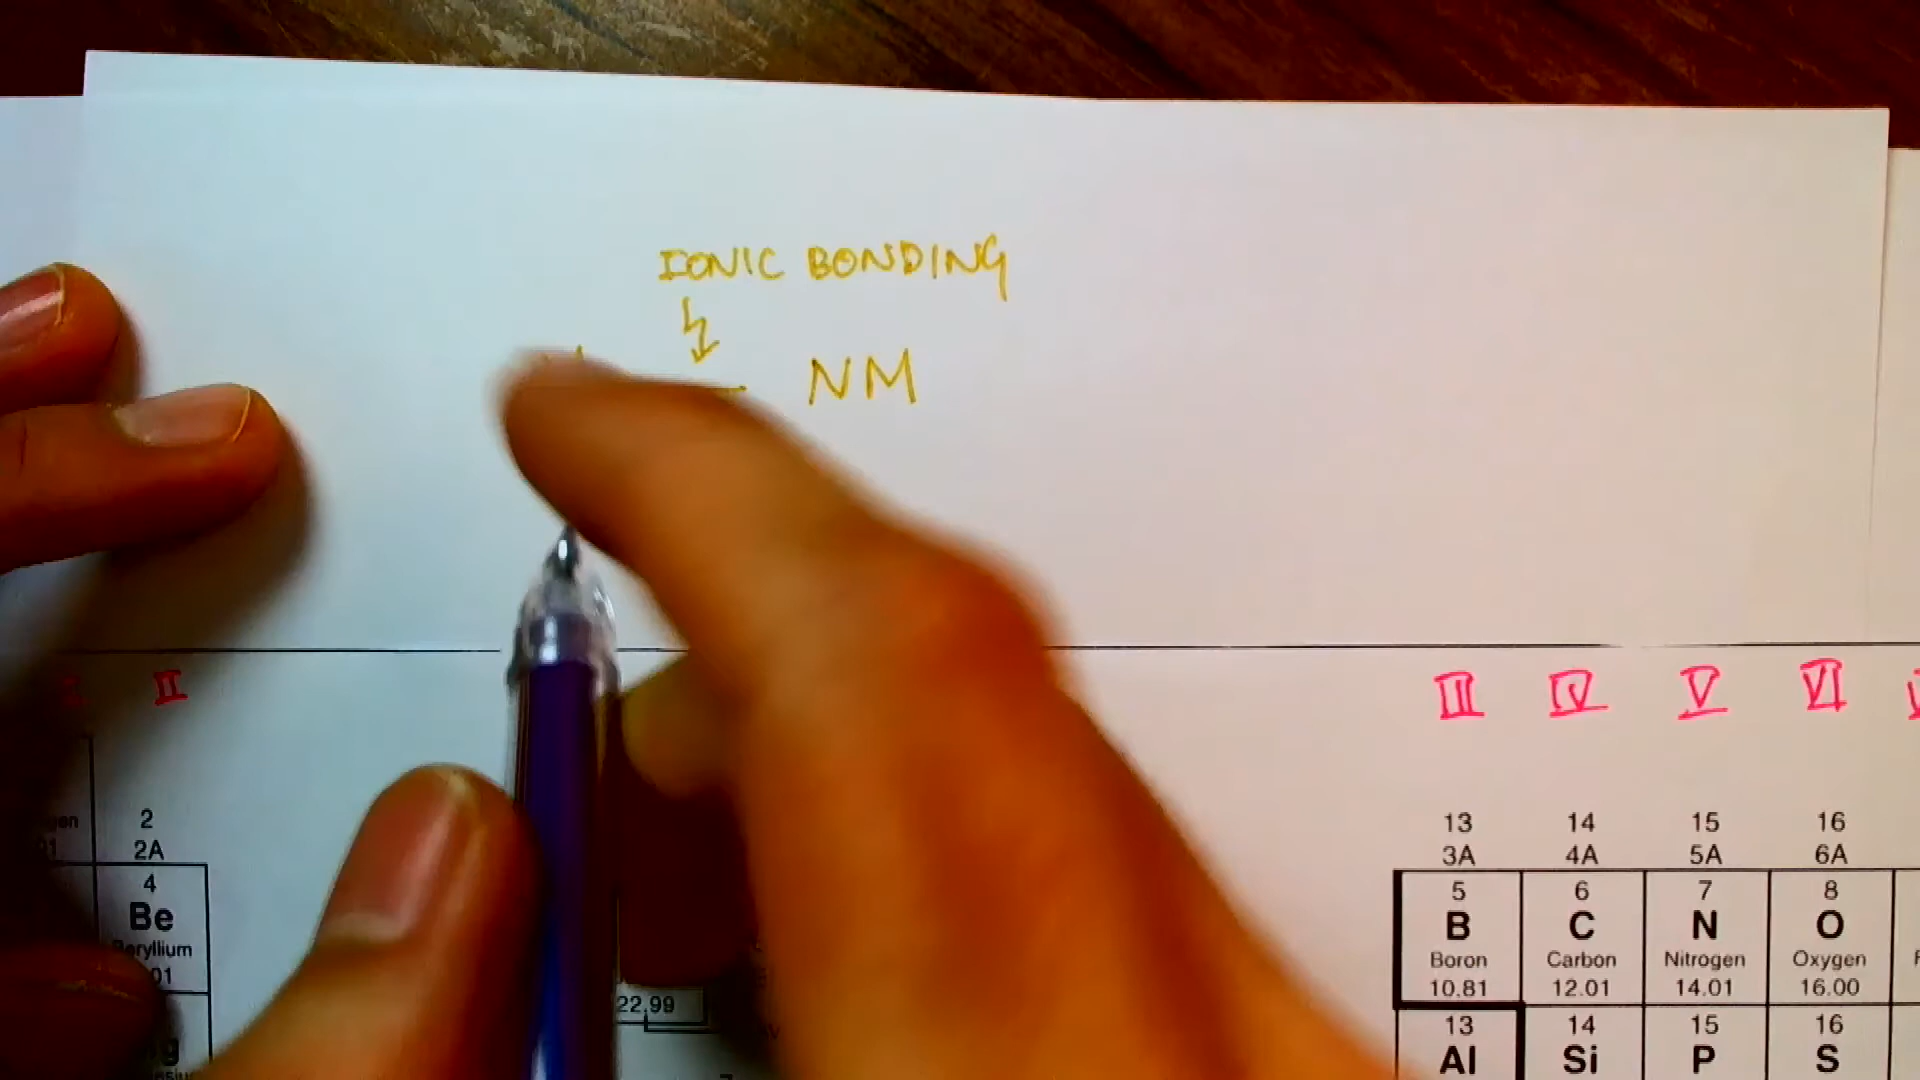 IONIC BONDING
NM
II III IV V VI
2 13 14 15 16
2A 3A 4A 5A 6A
4 5 6 7 8
Be B C N O
Beryllium Boron Carbon Nitrogen Oxygen
10.81 12.01 14.01 16.00
22.99
13 14 15 16
Al Si P S